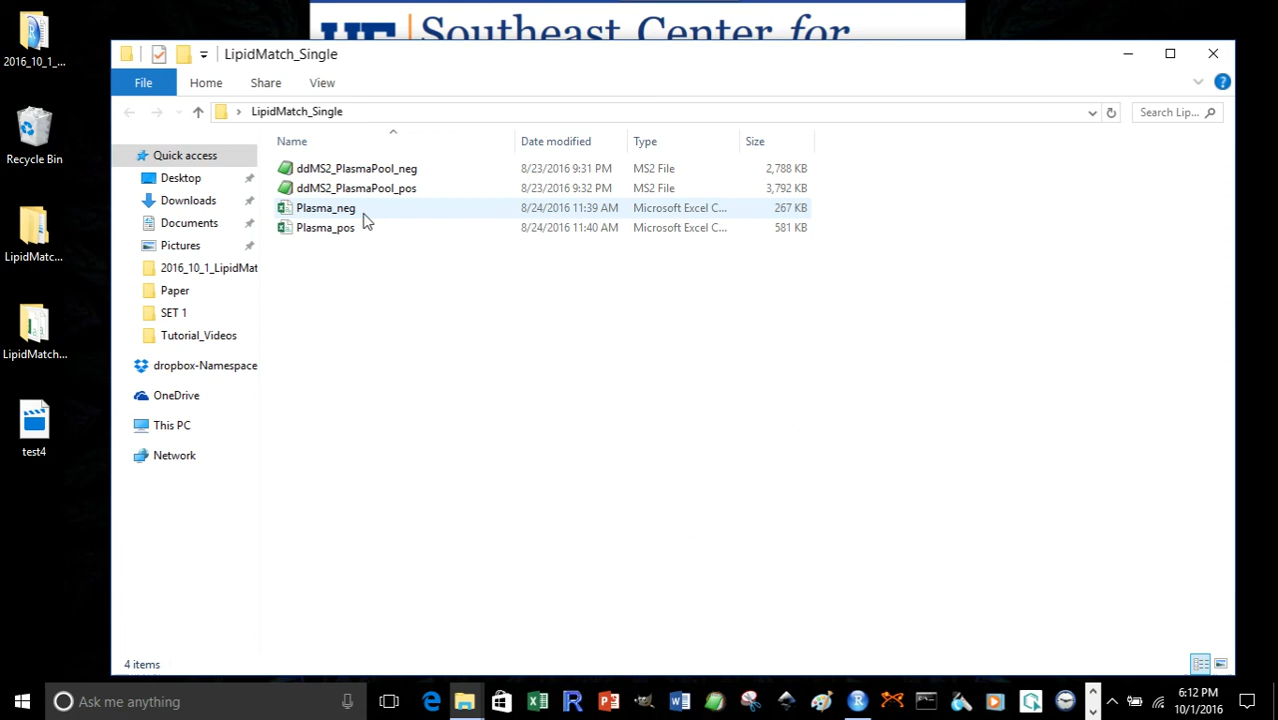 UF Southeast Center for
LipidMatch_Single
File Home Share View
LipidMatch_Single
Search Lip...
Name Date modified Type Size
ddMS2_PlasmaPool_neg 8/23/2016 9:31 PM MS2 File 2,788 KB
ddMS2_PlasmaPool_pos 8/23/2016 9:32 PM MS2 File 3,792 KB
Plasma_neg 8/24/2016 11:39 AM Microsoft Excel C... 267 KB
Plasma_pos 8/24/2016 11:40 AM Microsoft Excel C... 581 KB
Quick access
Desktop
Downloads
Documents
Pictures
2016_10_1_LipidMat
Paper
SET 1
Tutorial_Videos
dropbox-Namespace
OneDrive
This PC
Network
4 items
2016_10_1_...
Recycle Bin
LipidMatc...
LipidMatch...
test4
Ask me anything
6:12 PM
10/1/2016